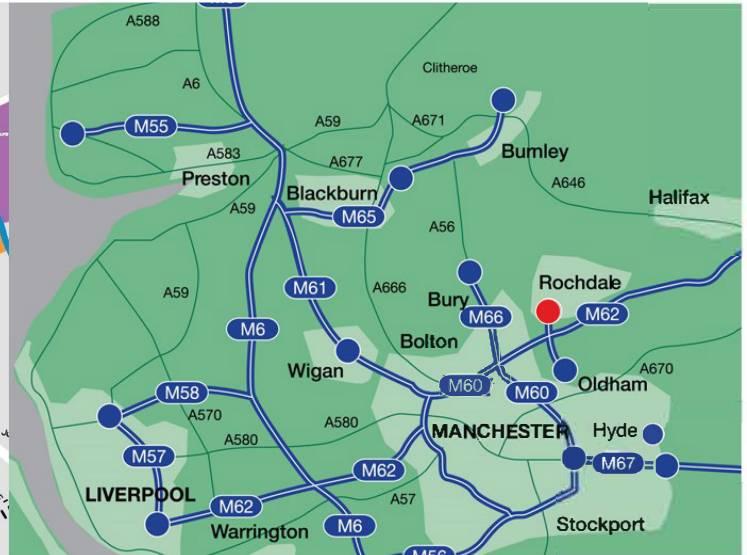 A588
Clitheroe
A6
M55
A59
A671
A583
A677
Burnley
Preston
Blackburn
A646
Halifax
A59
M65
A56
Rochdale
M61
A666
A59
Bury
M66
M62
M6
Bolton
Wigan
M60
M60
Oldham
A670
M58
A570
A580
A580
MANCHESTER
Hyde
M57
M62
M67
LIVERPOOL
M62
A57
Warrington
M6
Stockport
M56